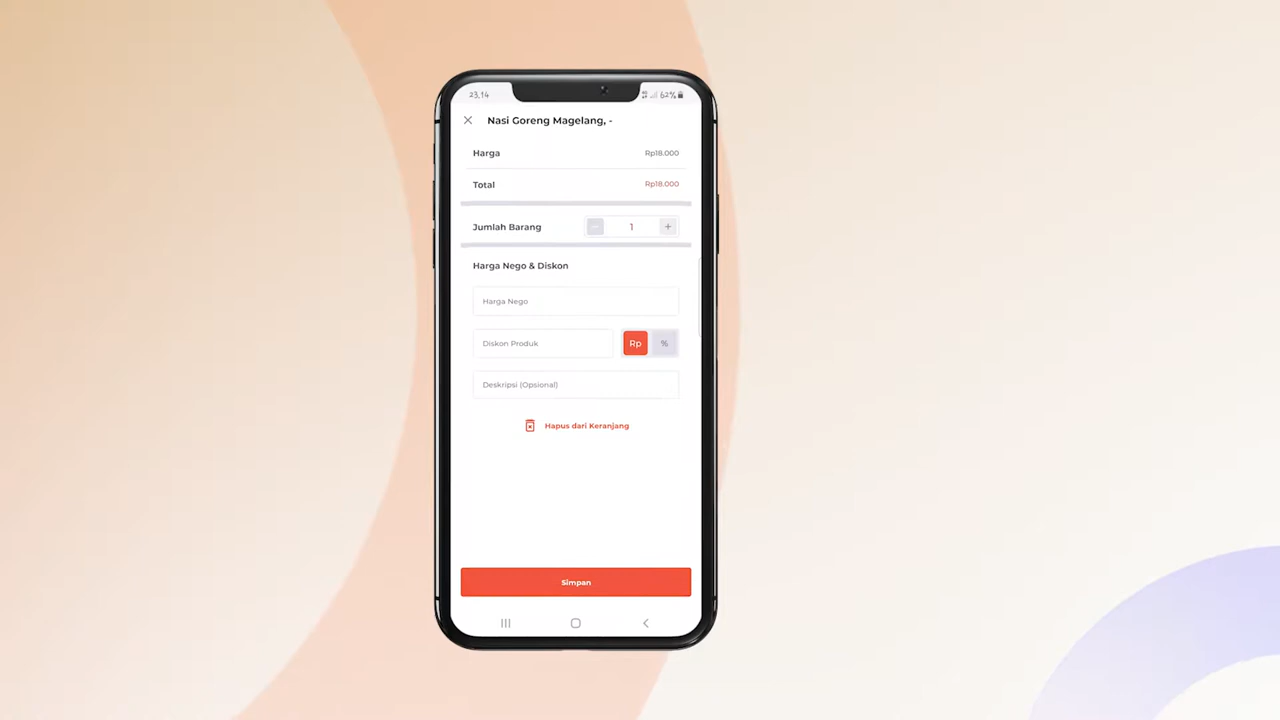 23.14 62%
Nasi Goreng Magelang, -
Harga Rp18.000
Total Rp18.000
Jumlah Barang − 1 +
Harga Nego & Diskon
Harga Nego
Diskon Produk Rp %
Deskripsi (Opsional)
Hapus dari Keranjang
Simpan